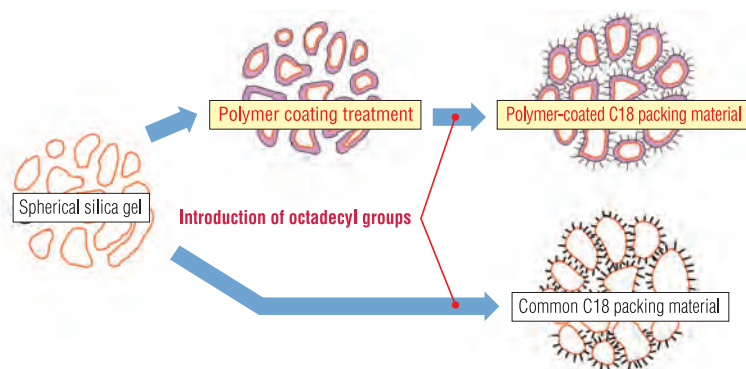 Polymer coating treatment
Polymer-coated C18 packing material
Spherical silica gel
Introduction of octadecyl groups
Common C18 packing material